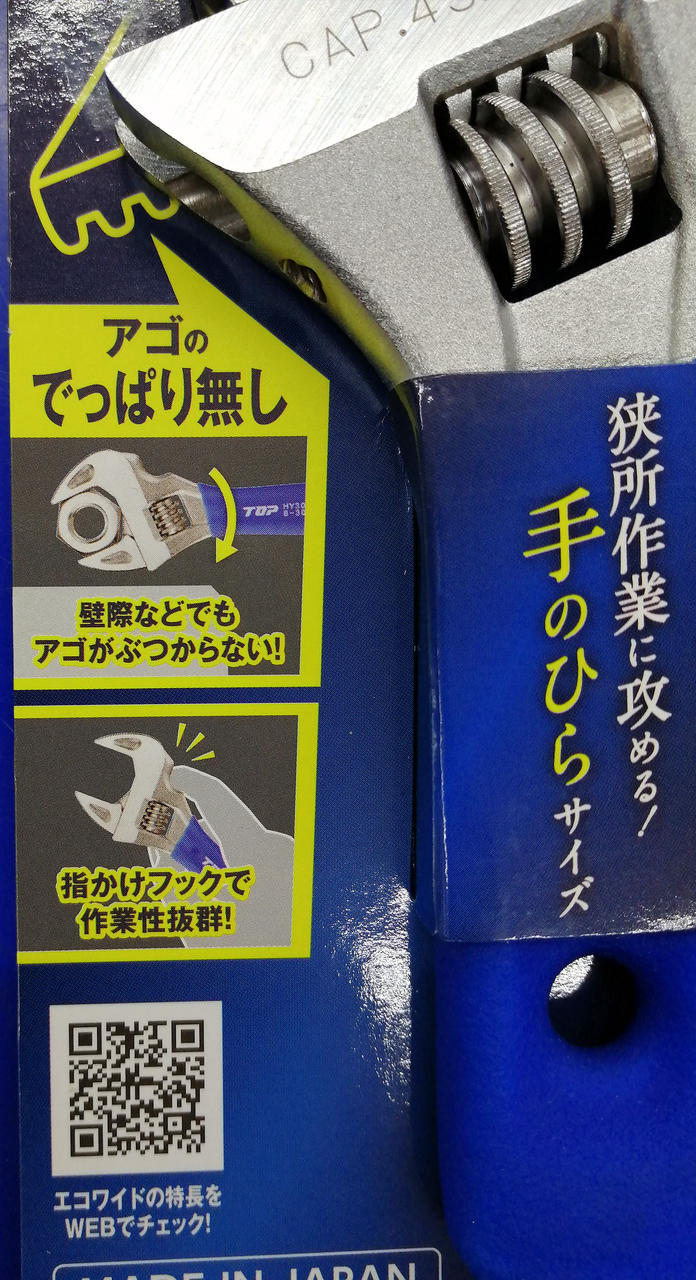 CAP.43
アゴの
でっぱり無し
TOP
壁際などでも
アゴがぶつからない!
指かけフックで
作業性抜群!
エコワイドの特長を
WEBでチェック!
MADE IN JAPAN
狭所作業に攻める!
手のひらサイズ